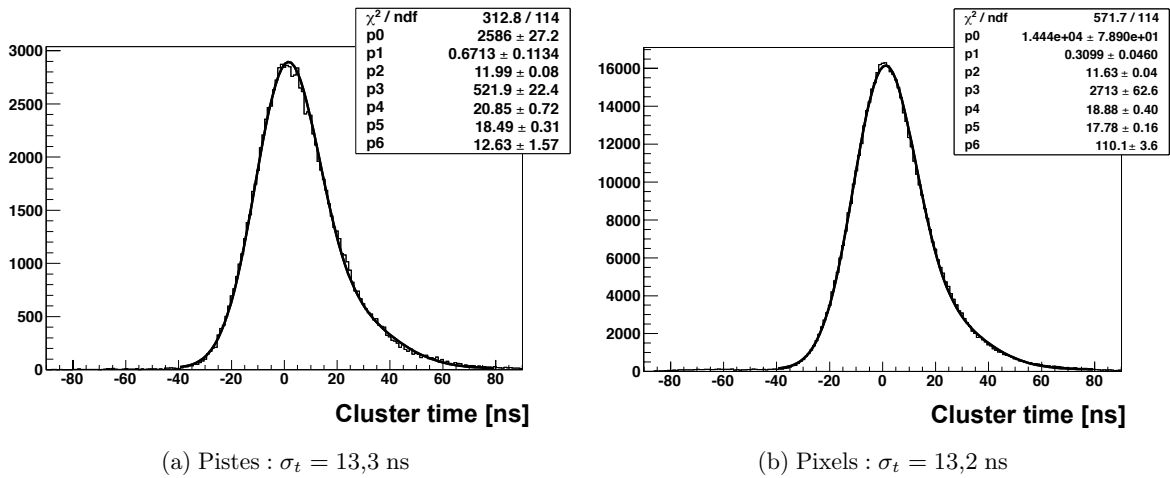 χ² / ndf 312.8 / 114
p0 2586 ± 27.2
p1 0.6713 ± 0.1134
p2 11.99 ± 0.08
p3 521.9 ± 22.4
p4 20.85 ± 0.72
p5 18.49 ± 0.31
p6 12.63 ± 1.57
3000
2500
2000
1500
1000
500
0
-80 -60 -40 -20 0 20 40 60 80
Cluster time [ns]
(a) Pistes : σt = 13,3 ns
χ² / ndf 571.7 / 114
p0 1.444e+04 ± 7.890e+01
p1 0.3099 ± 0.0460
p2 11.63 ± 0.04
p3 2713 ± 62.6
p4 18.88 ± 0.40
p5 17.78 ± 0.16
p6 110.1 ± 3.6
16000
14000
12000
10000
8000
6000
4000
2000
0
-80 -60 -40 -20 0 20 40 60 80
Cluster time [ns]
(b) Pixels : σt = 13,2 ns